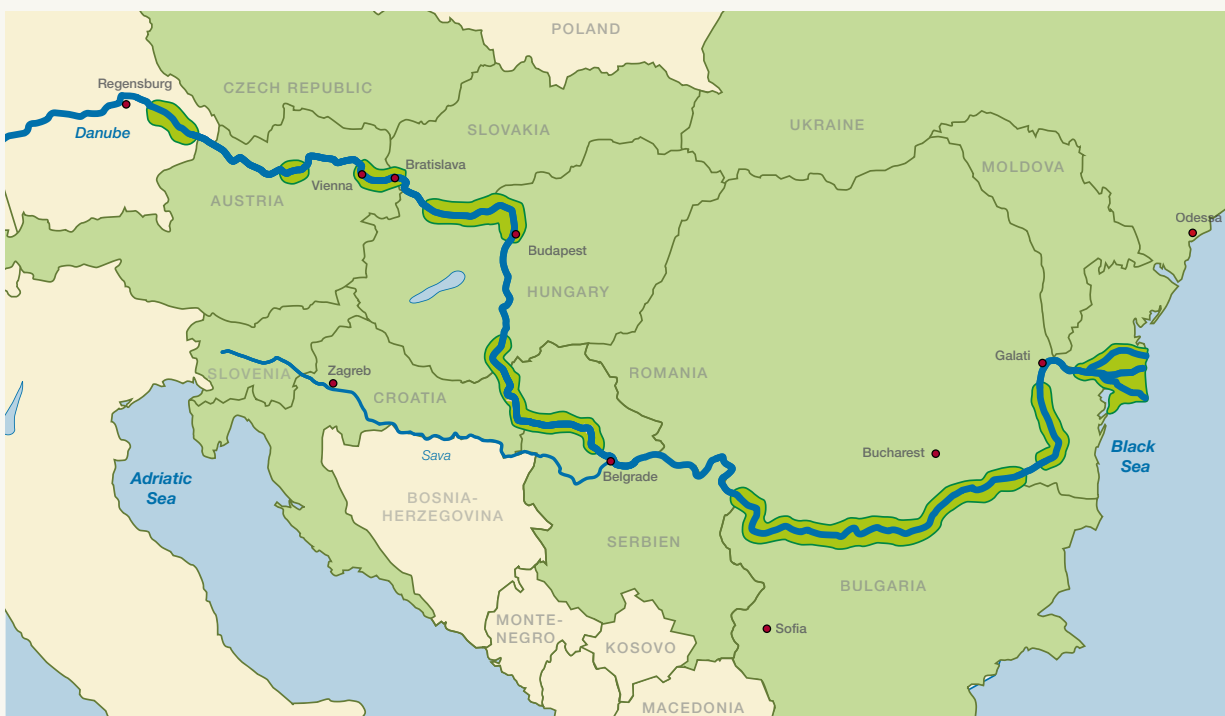 POLAND
Regensburg
CZECH REPUBLIC
Danube
SLOVAKIA
UKRAINE
Bratislava
MOLDOVA
Vienna
AUSTRIA
Odessa
Budapest
HUNGARY
Galati
SLOVENIA
Zagreb
ROMANIA
CROATIA
Sava
Bucharest
Black
Sea
Belgrade
Adriatic
Sea
BOSNIA-
HERZEGOVINA
SERBIEN
BULGARIA
MONTE-
NEGRO
Sofia
KOSOVO
MACEDONIA